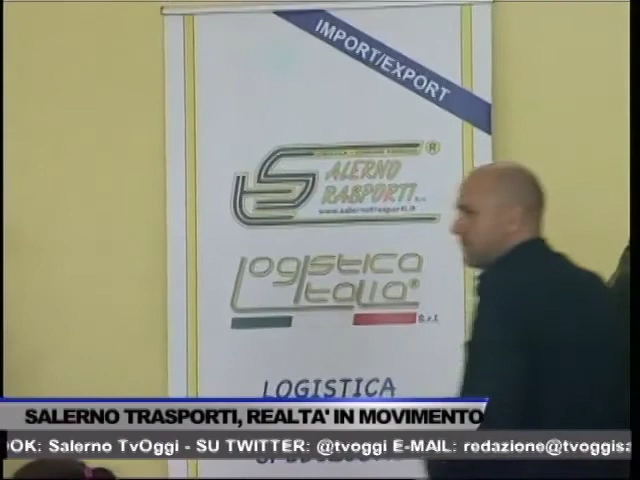 IMPORT/EXPORT
SALERNO
TRASPORTI
www.salernotrasporti.it
Logistica
Italia
S.r.l
LOGISTICA
SALERNO TRASPORTI, REALTA' IN MOVIMENTO
OOK: Salerno TvOggi - SU TWITTER: @tvoggi E-MAIL: redazione@tvoggisa